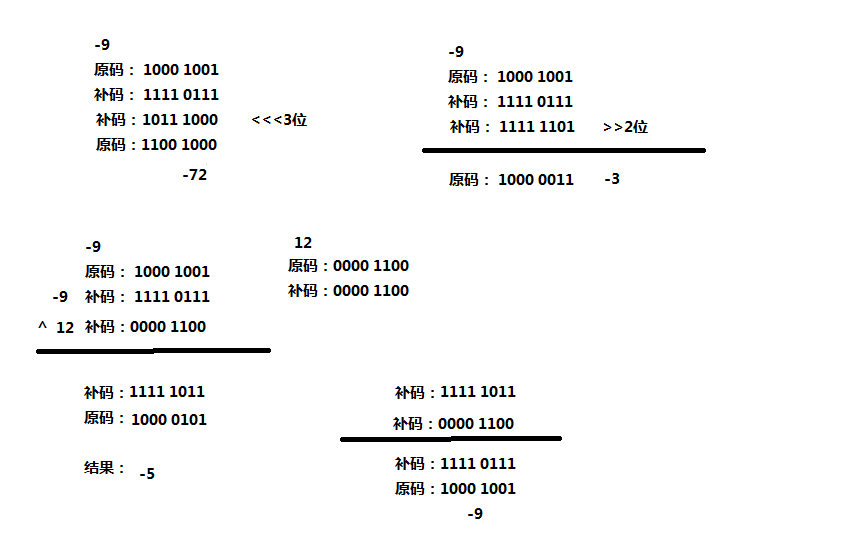 -9
原码： 1000 1001
补码： 1111 0111
补码：1011 1000 <<<3位
原码：1100 1000
-72
-9
原码： 1000 1001
补码： 1111 0111
补码： 1111 1101 >>2位
原码： 1000 0011 -3
-9
原码： 1000 1001
-9 补码： 1111 0111
^ 12 补码：0000 1100
补码：1111 1011
原码：1000 0101
结果： -5
12
原码：0000 1100
补码：0000 1100
补码：1111 1011
补码：0000 1100
补码：1111 0111
原码：1000 1001
-9